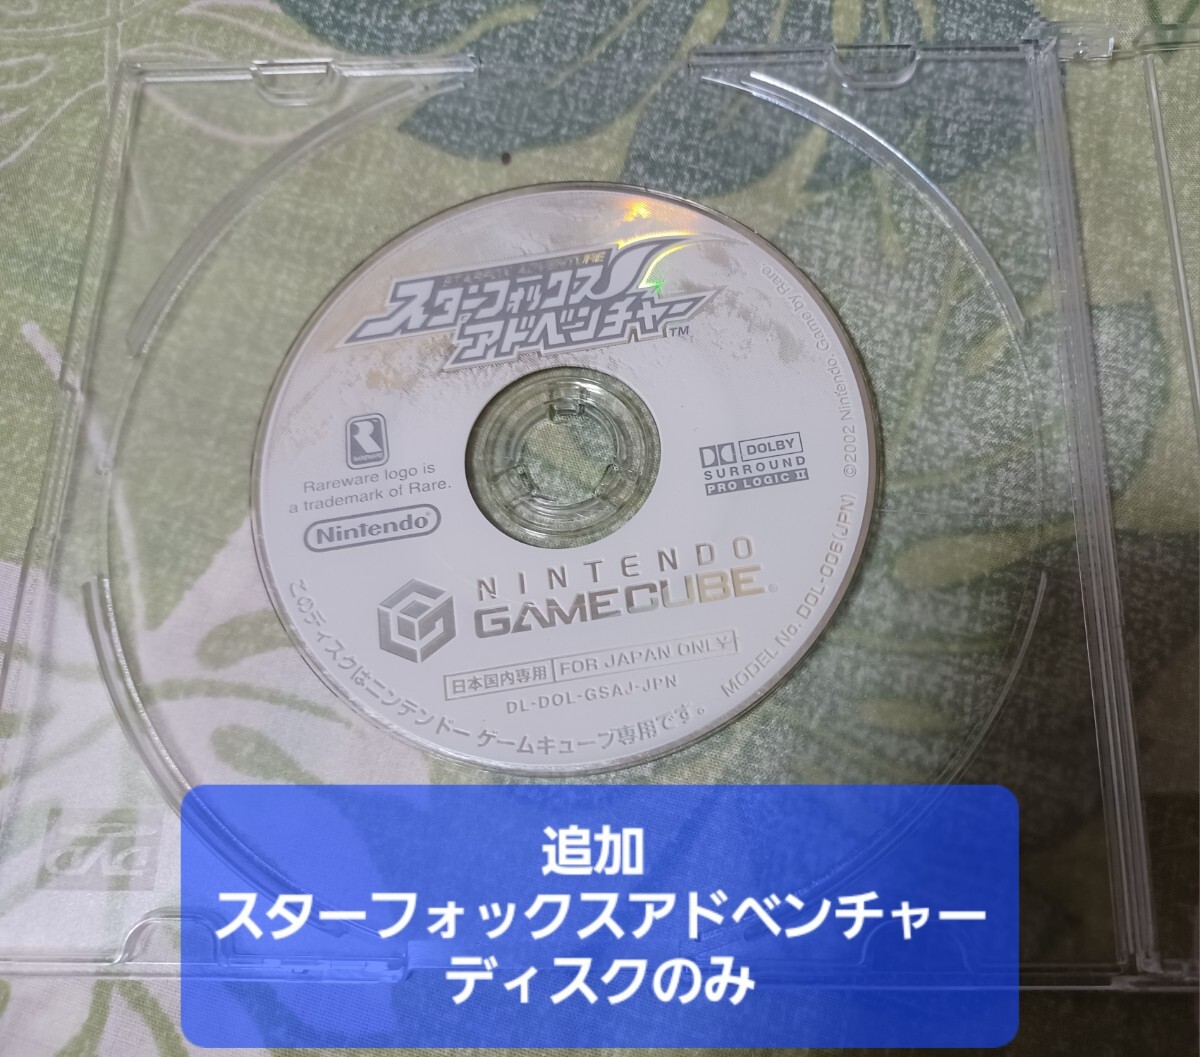 STARFOX ADVENTURE
スターフォックス
アドベンチャー™
Rareware logo is
a trademark of Rare.
Nintendo
DOLBY
SURROUND
PRO LOGIC II
©2002 Nintendo. Game by Rare
NINTENDO
GAMECUBE®
日本国内専用 FOR JAPAN ONLY
DL-DOL-GSAJ-JPN
MODEL No. DOL-006(JPN)
このディスクはニンテンドー ゲームキューブ専用です。
DVD
追加
スターフォックスアドベンチャー
ディスクのみ